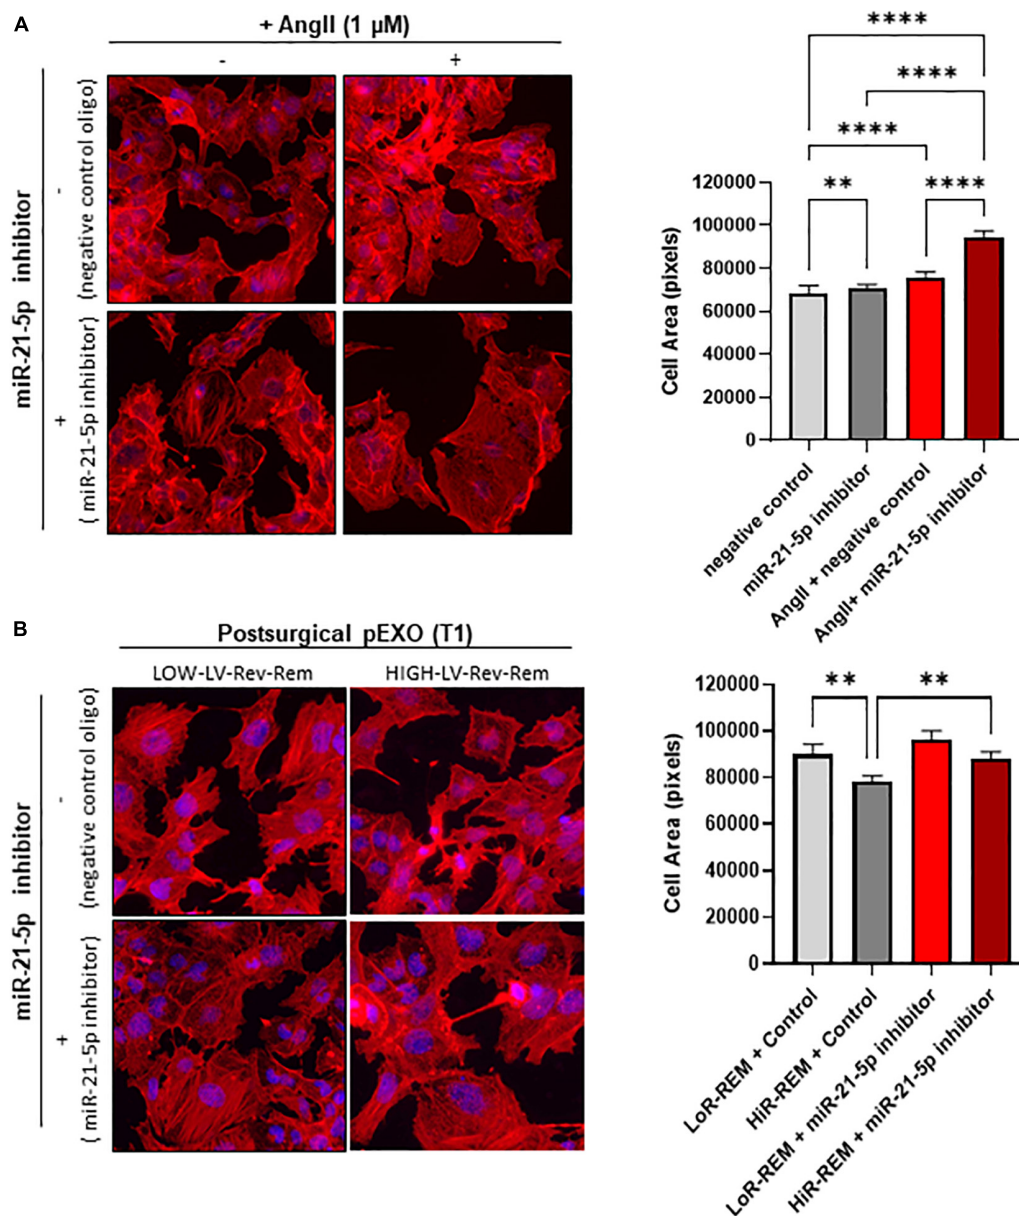 A
+ AngII (1 µM)
-
+
miR-21-5p inhibitor
-
(negative control oligo)
+
( miR-21-5p inhibitor)
****
****
****
**
****
Cell Area (pixels)
120000
100000
80000
60000
40000
20000
0
negative control
miR-21-5p inhibitor
AngII + negative control
AngII+ miR-21-5p inhibitor
B
Postsurgical pEXO (T1)
LOW-LV-Rev-Rem
HIGH-LV-Rev-Rem
miR-21-5p inhibitor
-
(negative control oligo)
+
( miR-21-5p inhibitor)
**
**
Cell Area (pixels)
120000
100000
80000
60000
40000
20000
0
LoR-REM + Control
HiR-REM + Control
LoR-REM + miR-21-5p inhibitor
HiR-REM + miR-21-5p inhibitor